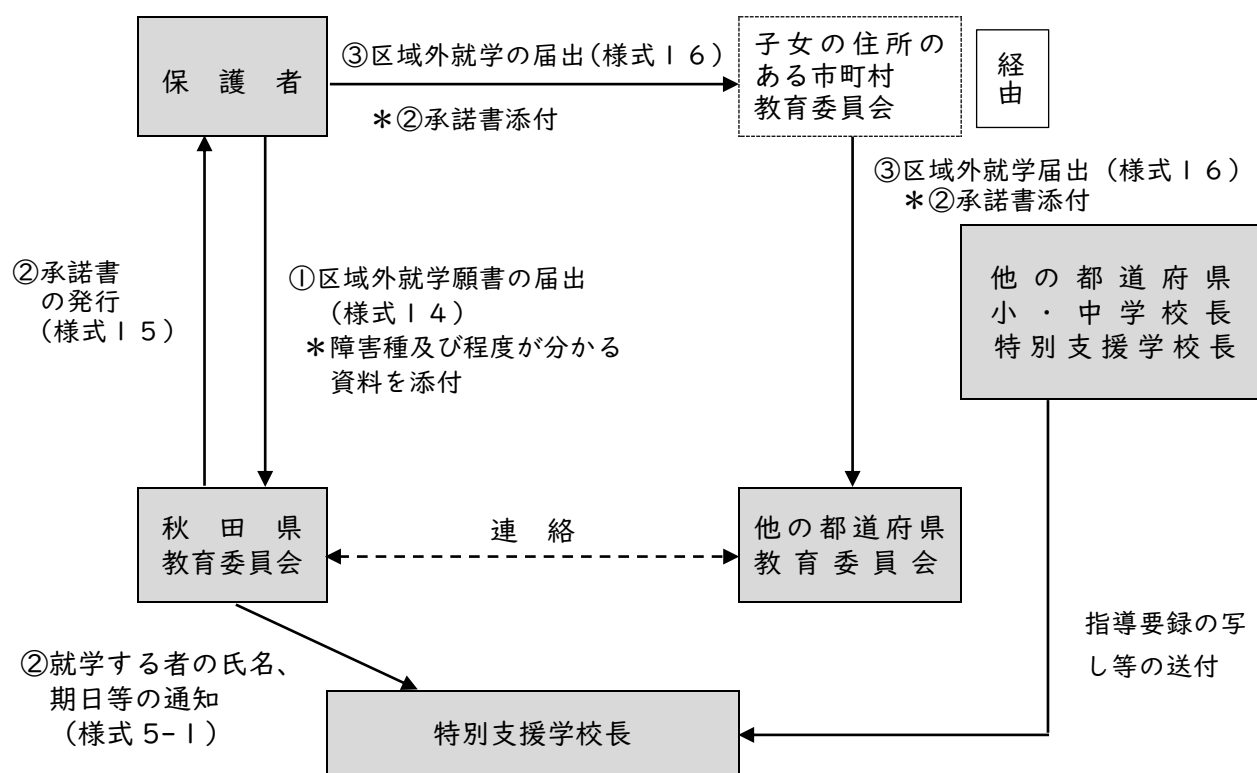 保護者
③区域外就学の届出(様式16)
＊②承諾書添付
子女の住所の
ある市町村
教育委員会
経由
③区域外就学届出（様式16）
＊②承諾書添付
②承諾書
の発行
（様式15）
①区域外就学願書の届出
（様式14）
＊障害種及び程度が分かる
資料を添付
他の都道府県
小・中学校長
特別支援学校長
秋田県
教育委員会
連絡
他の都道府県
教育委員会
②就学する者の氏名、
期日等の通知
（様式5-1）
指導要録の写
し等の送付
特別支援学校長